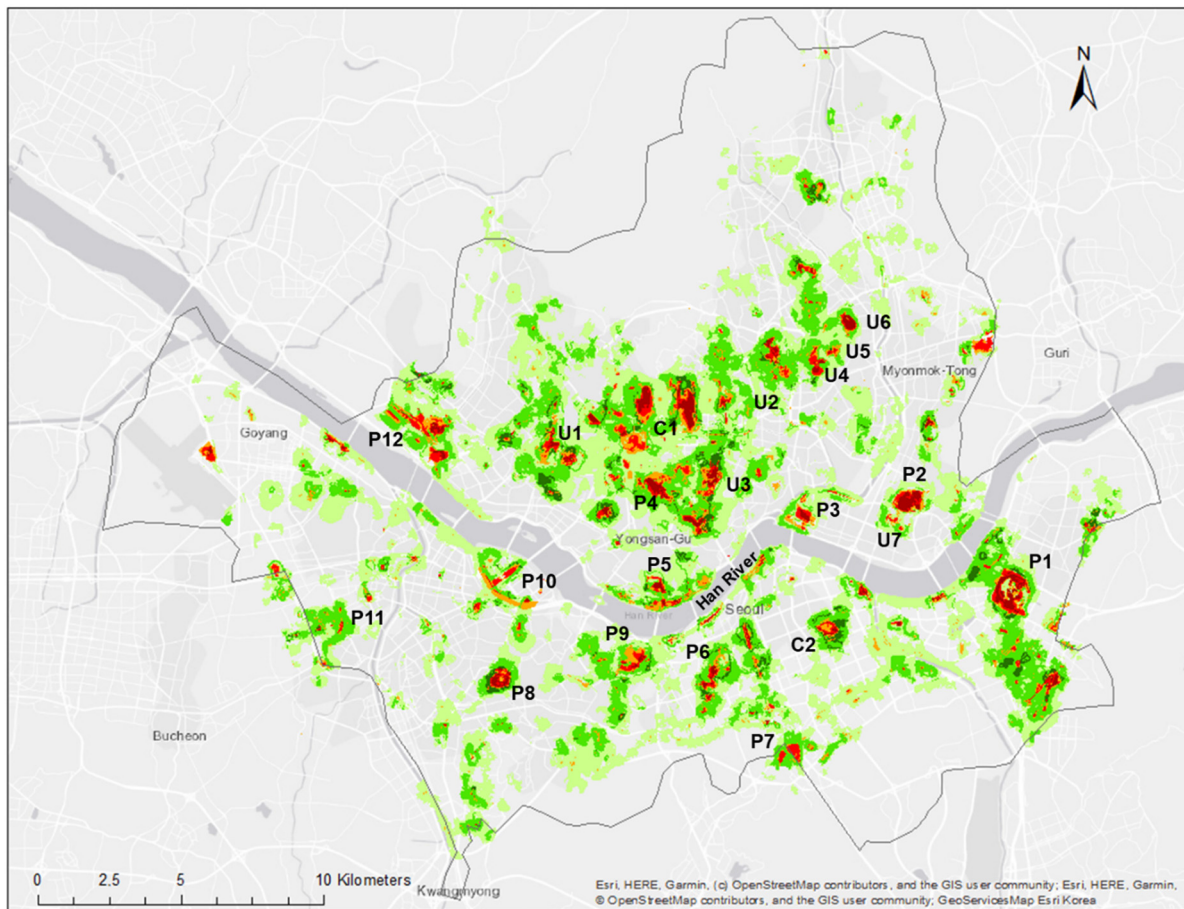 N
U6
U5
Guri
Myonmok-Tong
U4
U2
Goyang
P12
U1
C1
P2
P4
U3
P3
U7
Yongsan-Gu
P1
P10
P5
Han River
Han River
Seoul
P11
C2
P9
P6
P8
Bucheon
P7
0 2.5 5 10 Kilometers
Kwangmyong
Esri, HERE, Garmin, (c) OpenStreetMap contributors, and the GIS user community; Esri, HERE, Garmin,
© OpenStreetMap contributors, and the GIS user community; GeoServicesMap Esri Korea